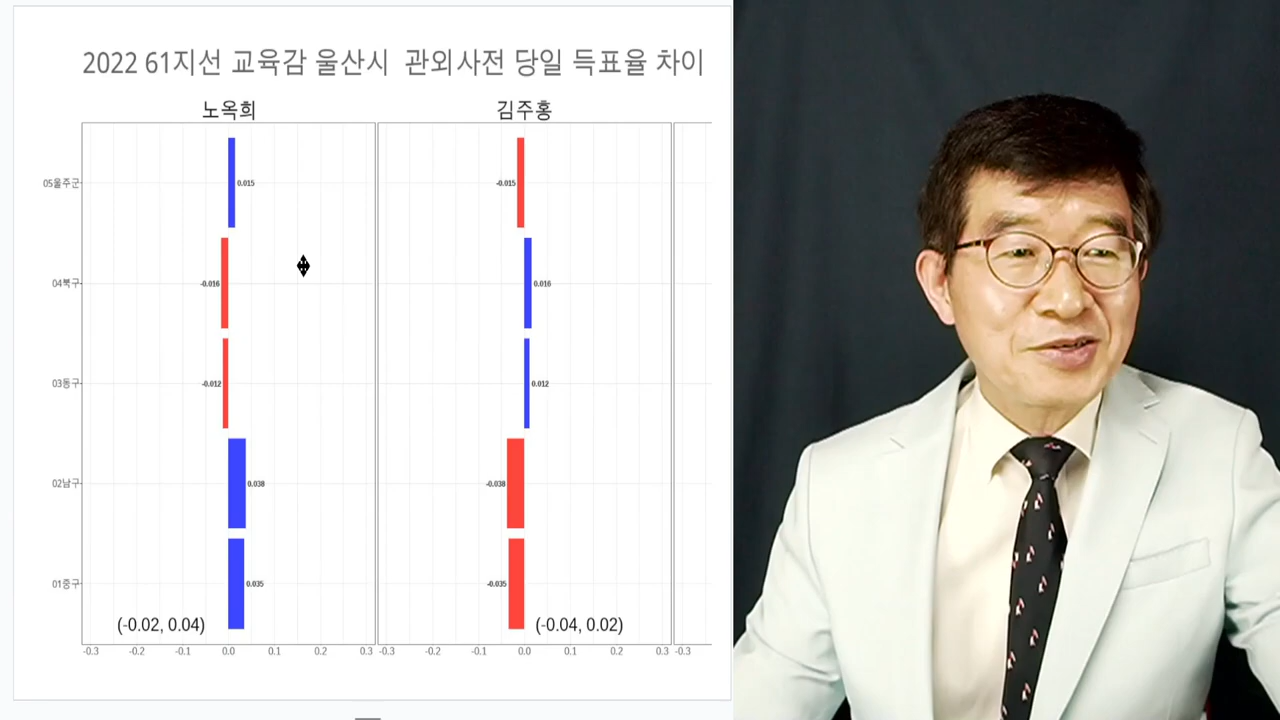 2022 61지선 교육감 울산시 관외사전 당일 득표율 차이
노옥희 김주홍
05울주군 0.015 -0.015
04북구 -0.016 0.016
03동구 -0.012 0.012
02남구 0.038 -0.038
01중구 0.035 -0.035
(-0.02, 0.04) (-0.04, 0.02)
-0.3 -0.2 -0.1 0.0 0.1 0.2 0.3 -0.3 -0.2 -0.1 0.0 0.1 0.2 0.3 -0.3